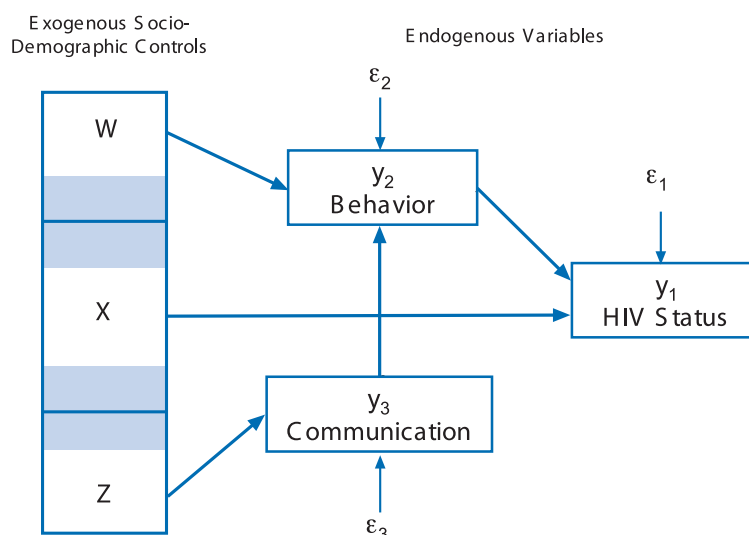 Exogenous Socio-
Demographic Controls
Endogenous Variables
W
X
Z
ε2
y2
Behavior
ε1
y1
HIV Status
y3
Communication
ε3